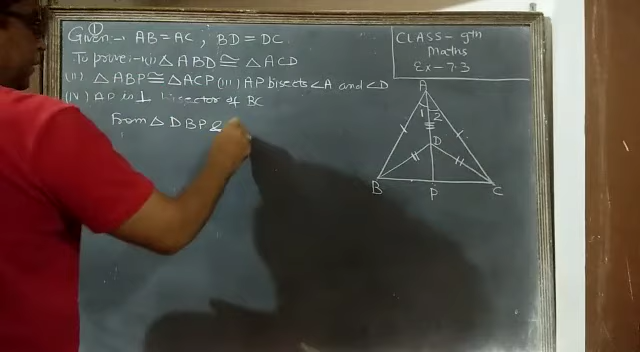 ①
Given:- AB = AC, BD = DC.
To prove:-(i) △ABD ≅ △ACD
(ii) △ABP ≅ △ACP (iii) AP bisects ∠A and ∠D
(iv) AP is ⊥ bisector of BC
From △DBP &
CLASS - 9th
Maths
Ex - 7.3
A
1 2
D
B P C